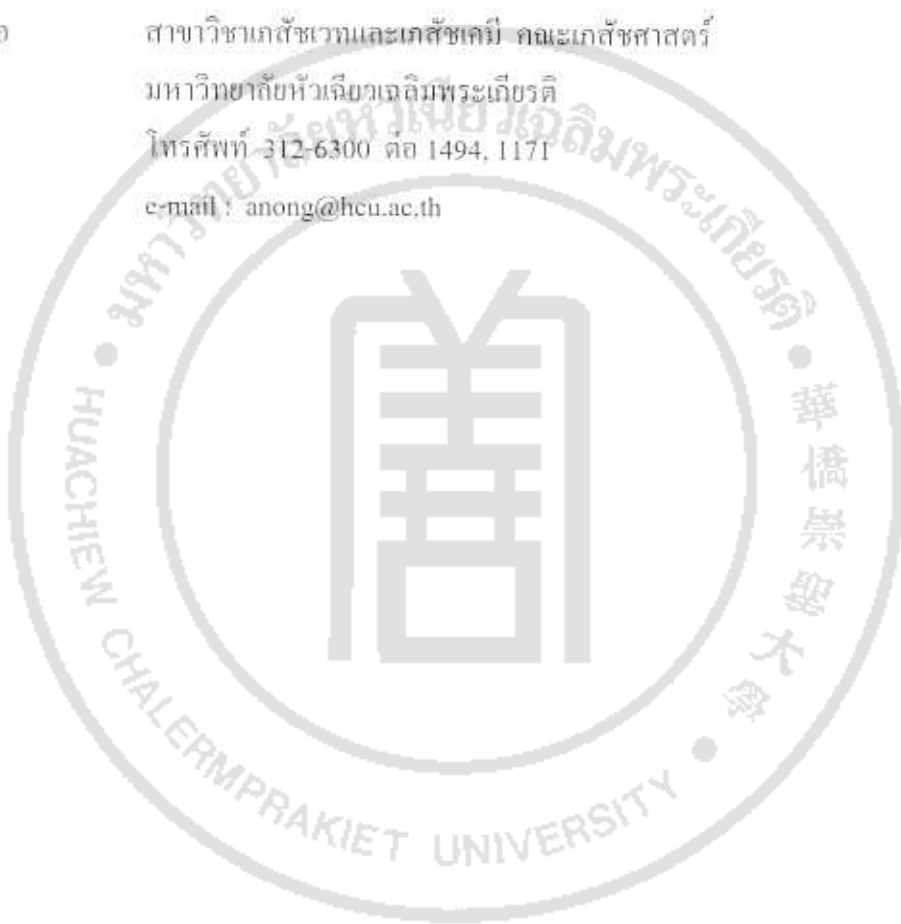 สาขาวิชาเภสัชเวทและเภสัชเคมี คณะเภสัชศาสตร์
มหาวิทยาลัยหัวเฉียวเฉลิมพระเกียรติ
โทรศัพท์ 312-6300 ต่อ 1494, 1171
e-mail : anong@hcu.ac.th
มหาวิทยาลัยหัวเฉียวเฉลิมพระเกียรติ
華僑崇聖大學
HUACHIEW CHALERMPRAKIET UNIVERSITY